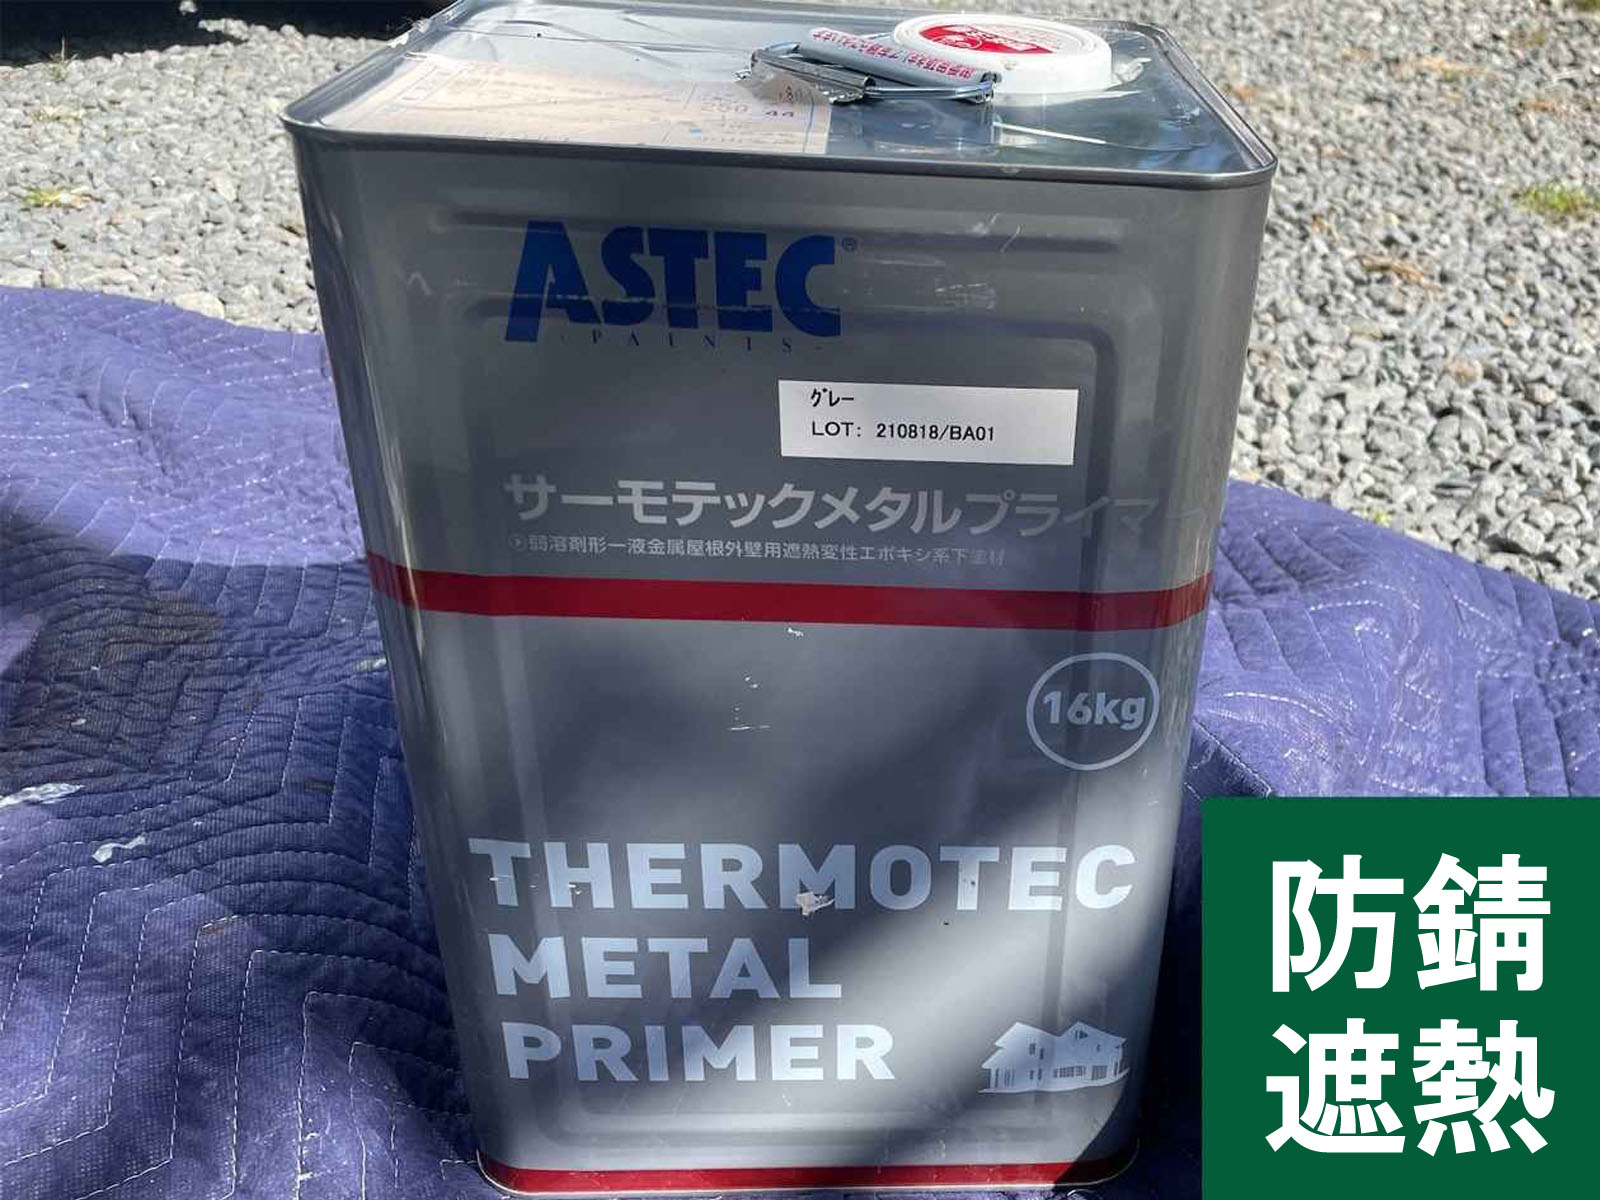 ASTEC®
PAINTS
グレー
LOT: 210818/BA01
サーモテックメタルプライマー
弱溶剤形一液金属屋根外壁用遮熱変性エポキシ系下塗材
16kg
THERMOTEC
METAL
PRIMER
防錆
遮熱